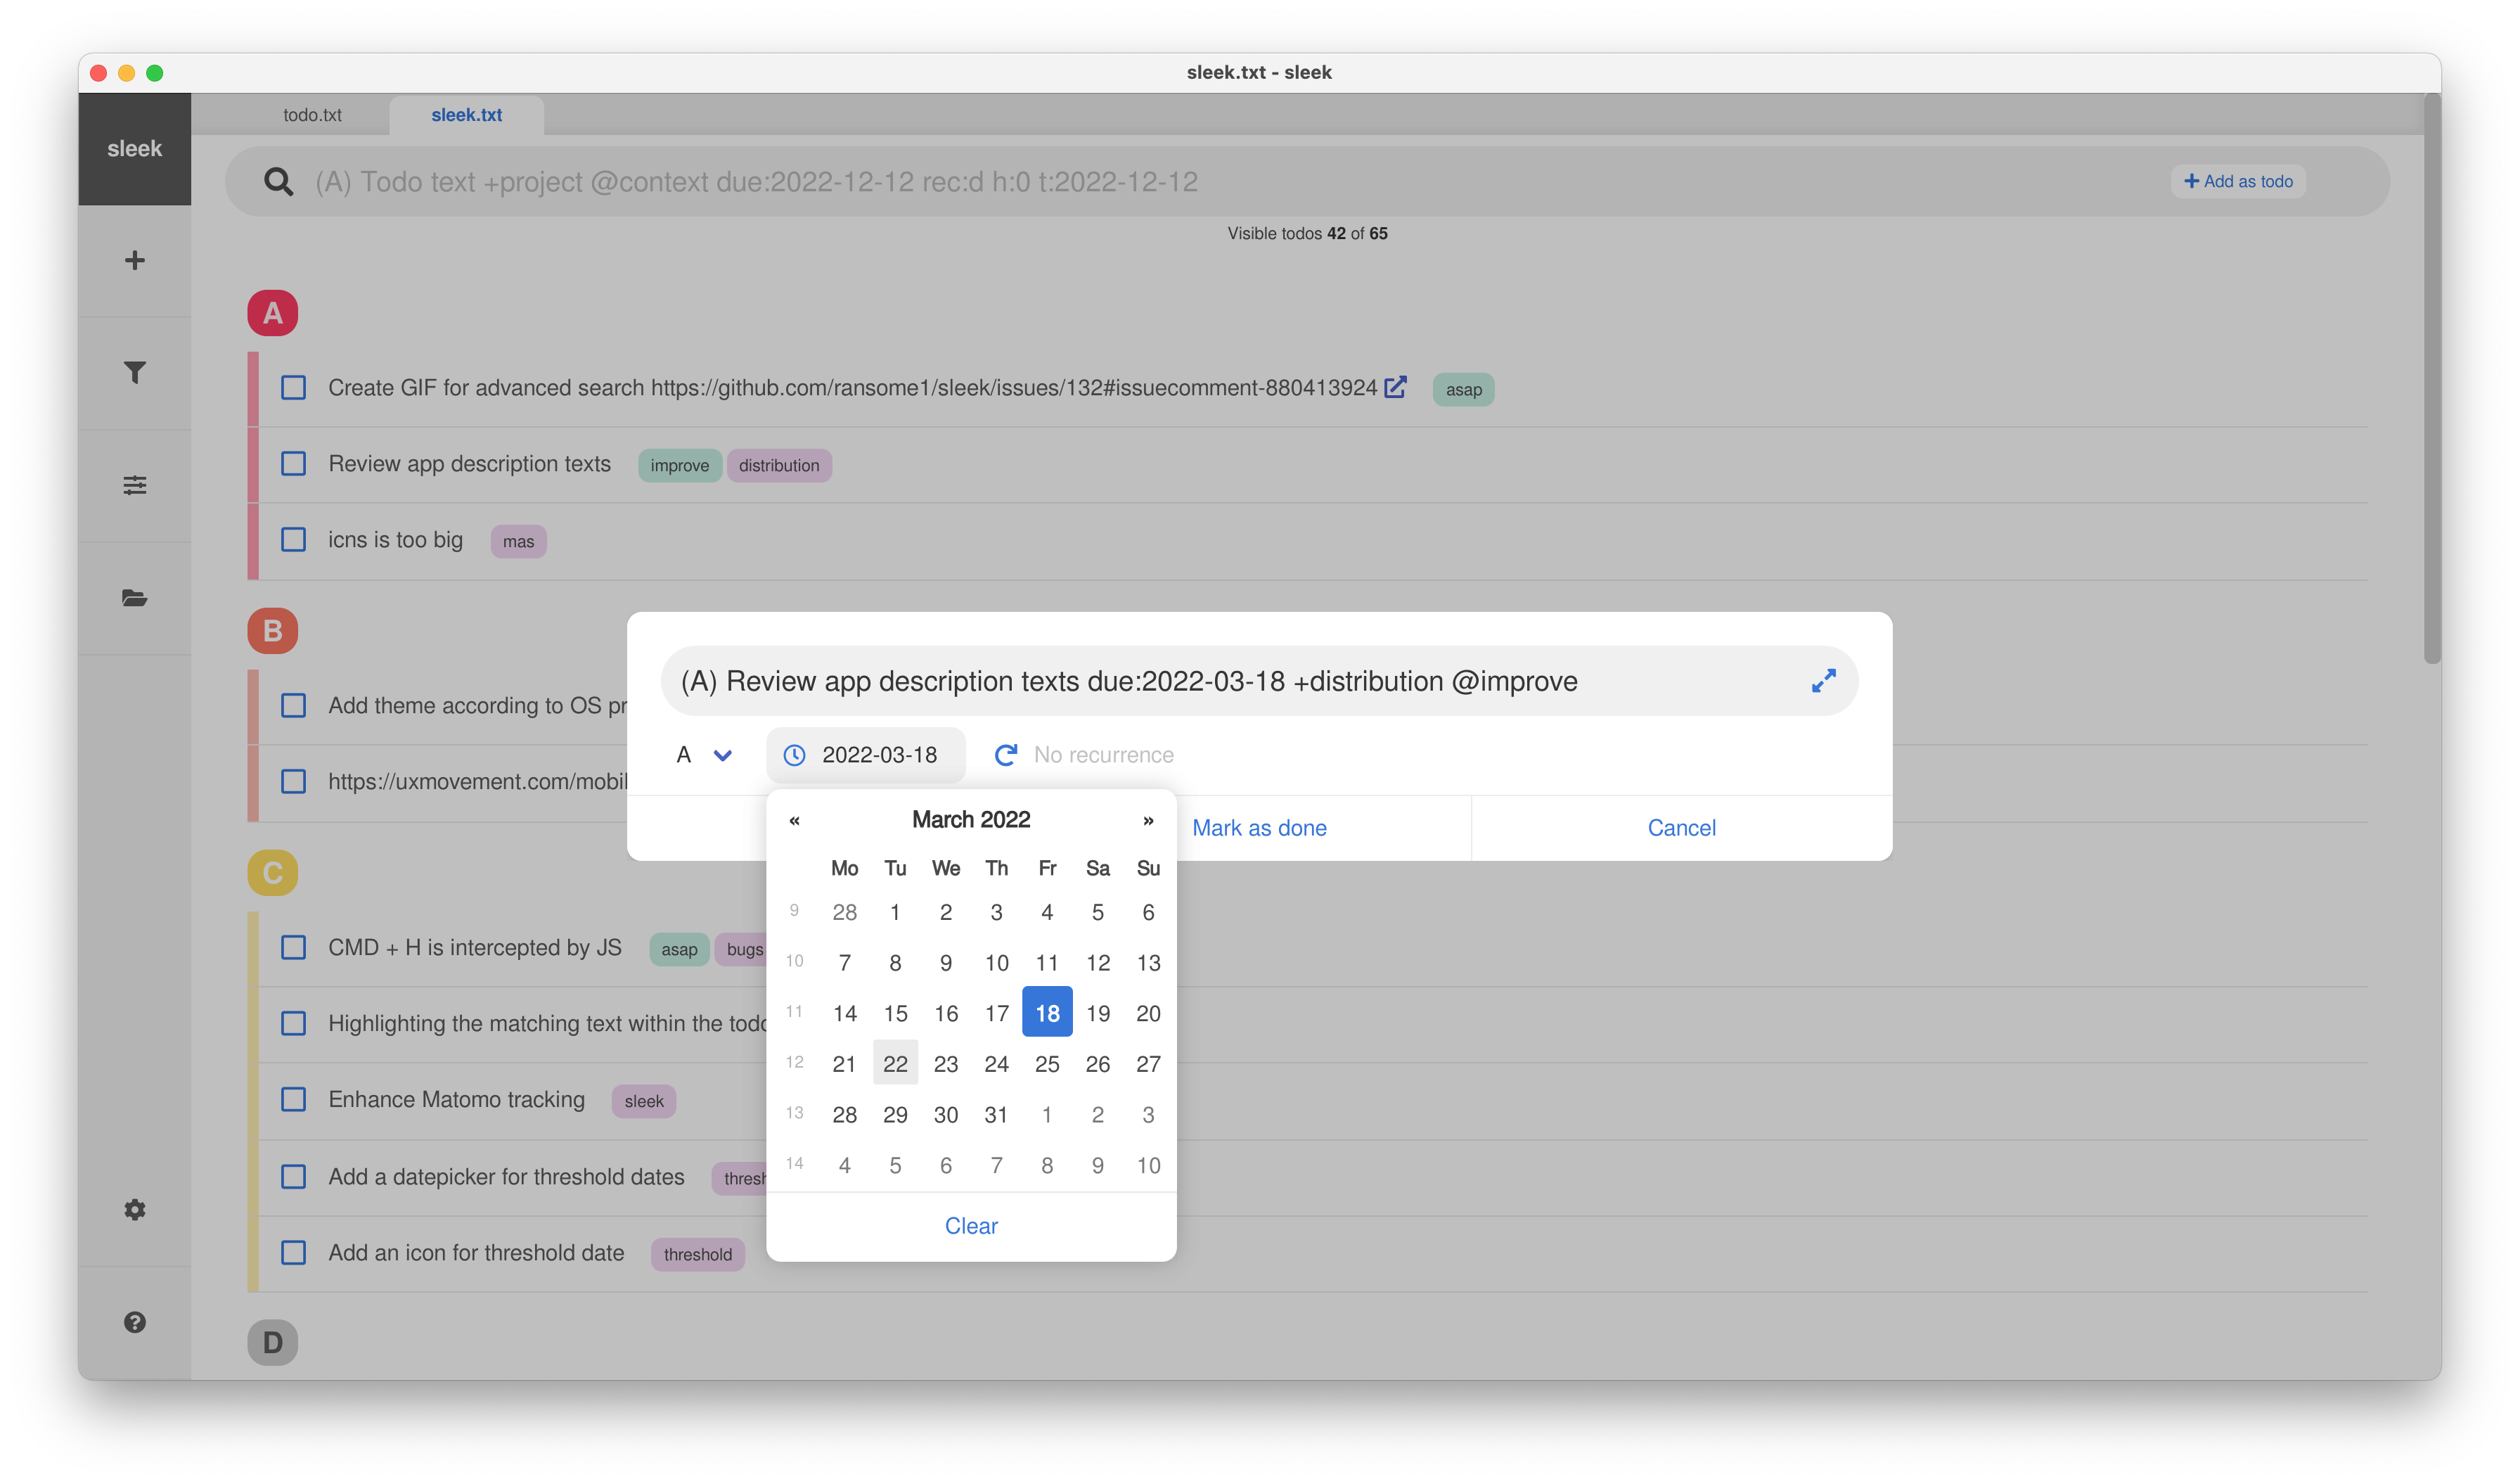 sleek.txt - sleek
sleek
todo.txt sleek.txt
(A) Todo text +project @context due:2022-12-12 rec:d h:0 t:2022-12-12 Add as todo
Visible todos 42 of 65
A
Create GIF for advanced search https://github.com/ransome1/sleek/issues/132#issuecomment-880413924 asap
Review app description texts improve distribution
icns is too big mas
B
Add theme according to OS
https://uxmovement.com/
(A) Review app description texts due:2022-03-18 +distribution @improve
A 2022-03-18 No recurrence
Mark as done Cancel
March 2022
« »
Mo Tu We Th Fr Sa Su
9 28 1 2 3 4 5 6
10 7 8 9 10 11 12 13
11 14 15 16 17 18 19 20
12 21 22 23 24 25 26 27
13 28 29 30 31 1 2 3
14 4 5 6 7 8 9 10
Clear
C
CMD + H is intercepted by JS asap bugs
Highlighting the matching text within the
Enhance Matomo tracking sleek
Add a datepicker for threshold dates
Add an icon for threshold date threshold
D